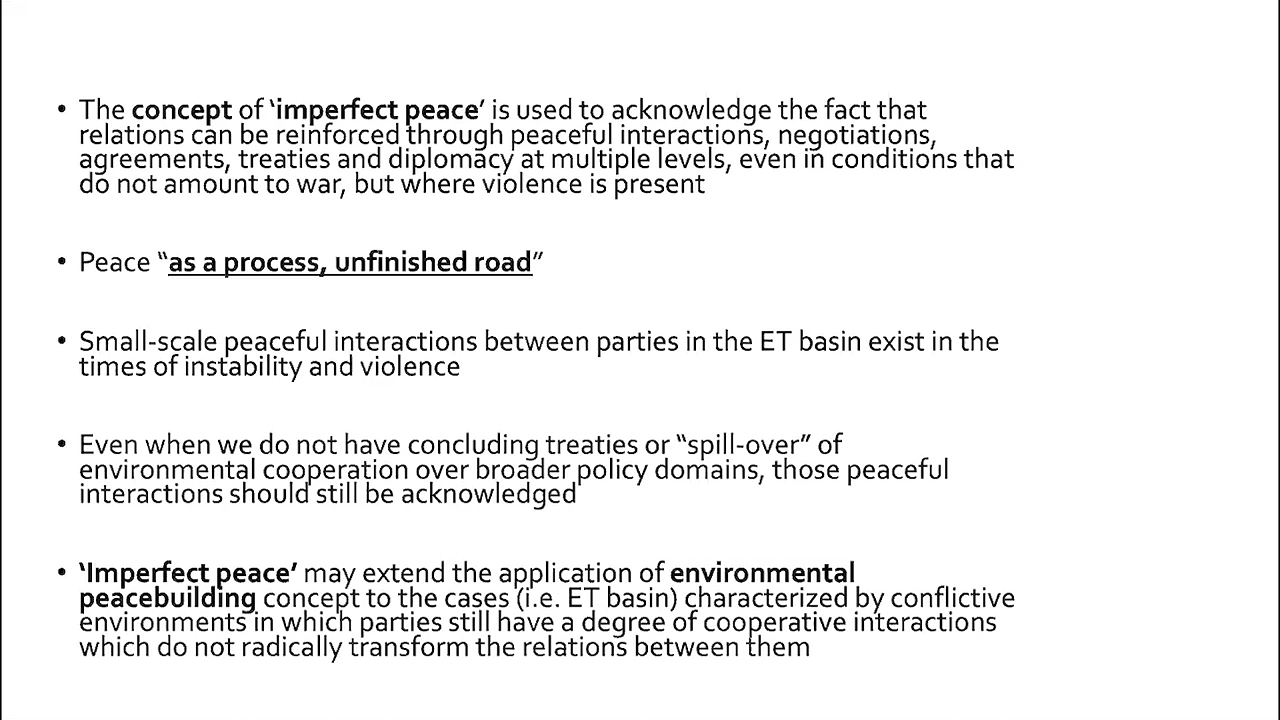 • The concept of ‘imperfect peace’ is used to acknowledge the fact that
relations can be reinforced through peaceful interactions, negotiations,
agreements, treaties and diplomacy at multiple levels, even in conditions that
do not amount to war, but where violence is present
• Peace “as a process, unfinished road”
• Small-scale peaceful interactions between parties in the ET basin exist in the
times of instability and violence
• Even when we do not have concluding treaties or “spill-over” of
environmental cooperation over broader policy domains, those peaceful
interactions should still be acknowledged
• ‘Imperfect peace’ may extend the application of environmental
peacebuilding concept to the cases (i.e. ET basin) characterized by conflictive
environments in which parties still have a degree of cooperative interactions
which do not radically transform the relations between them